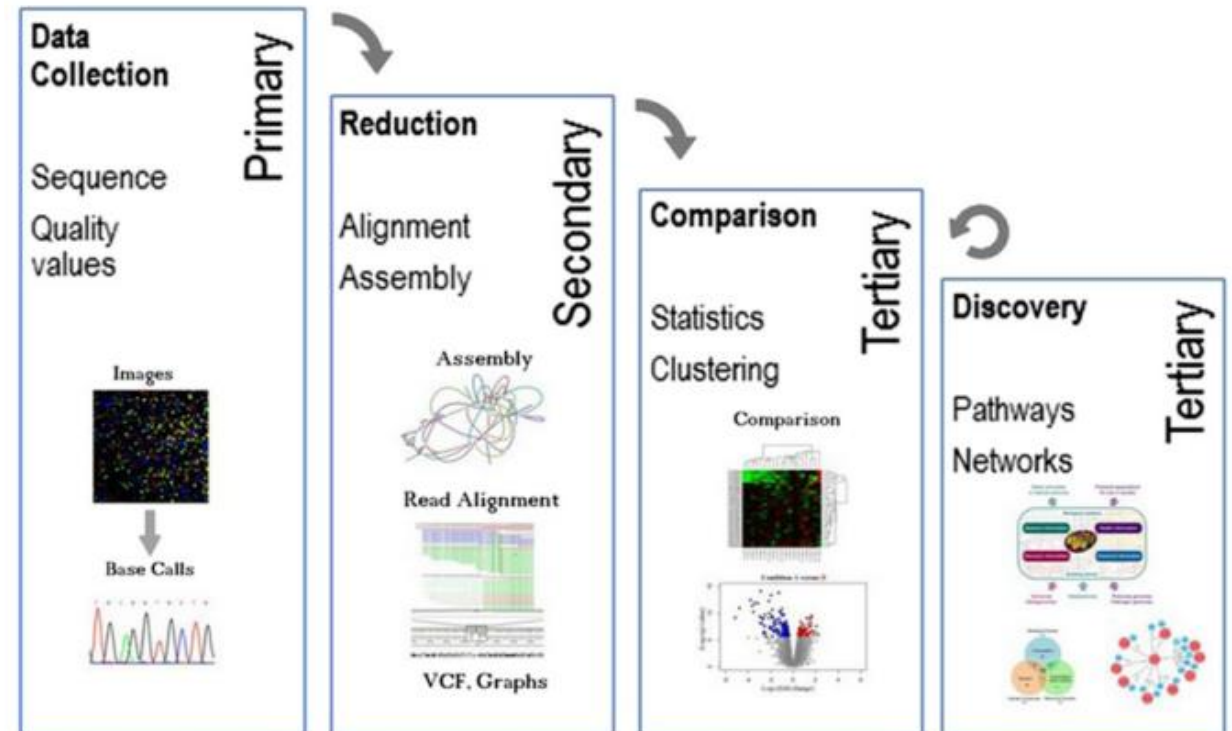 Data
Collection
Primary
Sequence
Quality
values
Images
Base Calls
Reduction
Secondary
Alignment
Assembly
Assembly
Read Alignment
VCF, Graphs
Comparison
Tertiary
Statistics
Clustering
Comparison
Discovery
Tertiary
Pathways
Networks